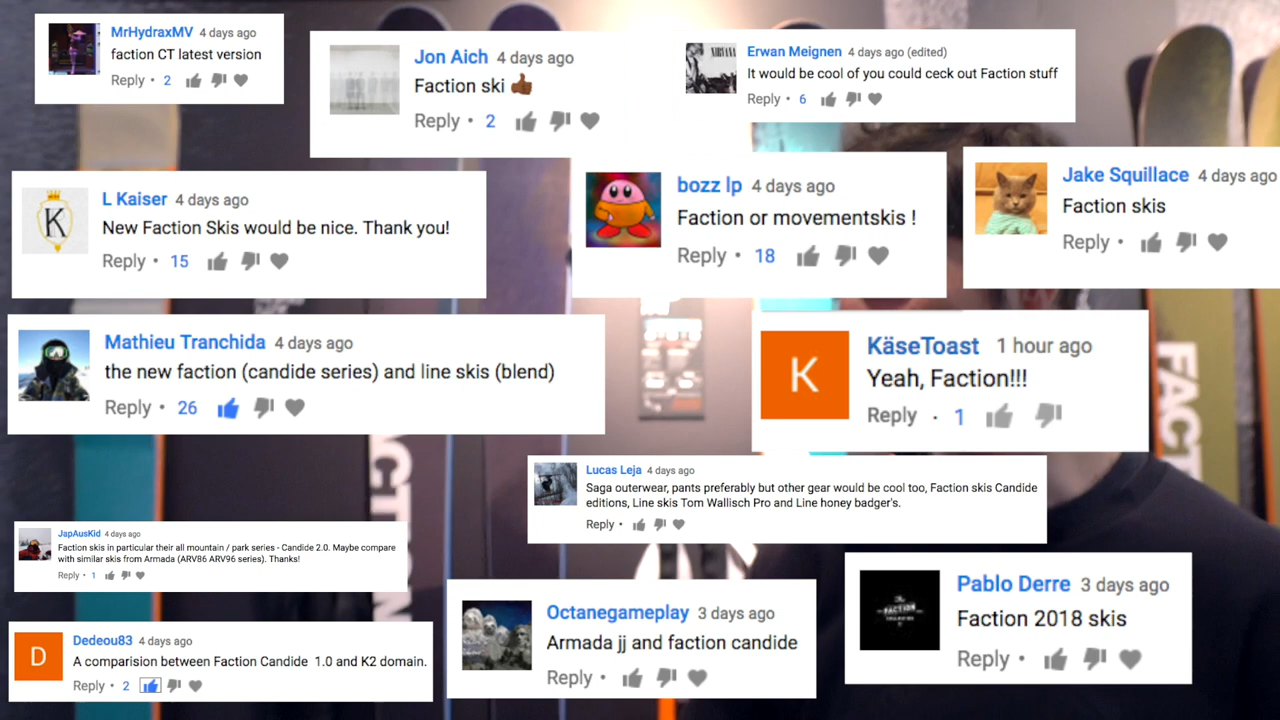 MrHydraxMV 4 days ago
faction CT latest version
Reply • 2
Jon Aich 4 days ago
Faction ski 👍🏾
Reply • 2
NIRVANA
Erwan Meignen 4 days ago (edited)
It would be cool of you could ceck out Faction stuff
Reply • 6
L Kaiser 4 days ago
New Faction Skis would be nice. Thank you!
Reply • 15
K
bozz lp 4 days ago
Faction or movementskis !
Reply • 18
Jake Squillace 4 days ago
Faction skis
Reply •
Mathieu Tranchida 4 days ago
the new faction (candide series) and line skis (blend)
Reply • 26
K
KäseToast 1 hour ago
Yeah, Faction!!!
Reply • 1
FACT
CTION
Lucas Leja 4 days ago
Saga outerwear, pants preferably but other gear would be cool too, Faction skis Candide
editions, Line skis Tom Wallisch Pro and Line honey badger's.
Reply •
JapAusKid 4 days ago
Faction skis in particular their all mountain / park series - Candide 2.0. Maybe compare
with similar skis from Armada (ARV86 ARV96 series). Thanks!
Reply • 1
D
Dedeou83 4 days ago
A comparision between Faction Candide 1.0 and K2 domain.
Reply • 2
Octanegameplay 3 days ago
Armada jj and faction candide
Reply •
FACTION
Pablo Derre 3 days ago
Faction 2018 skis
Reply •